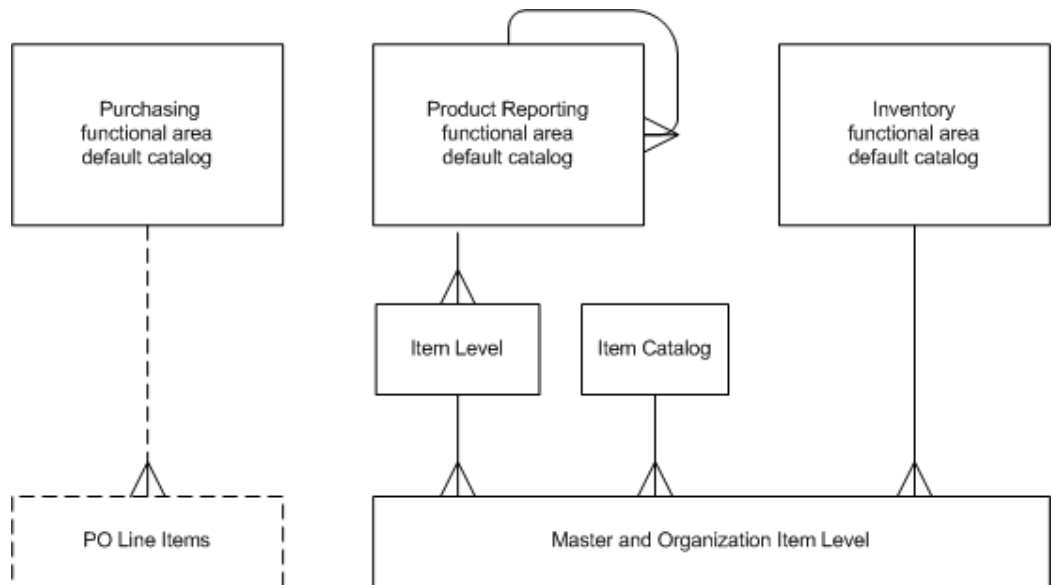 Purchasing
functional area
default catalog
Product Reporting
functional area
default catalog
Inventory
functional area
default catalog
Item Level
Item Catalog
PO Line Items
Master and Organization Item Level